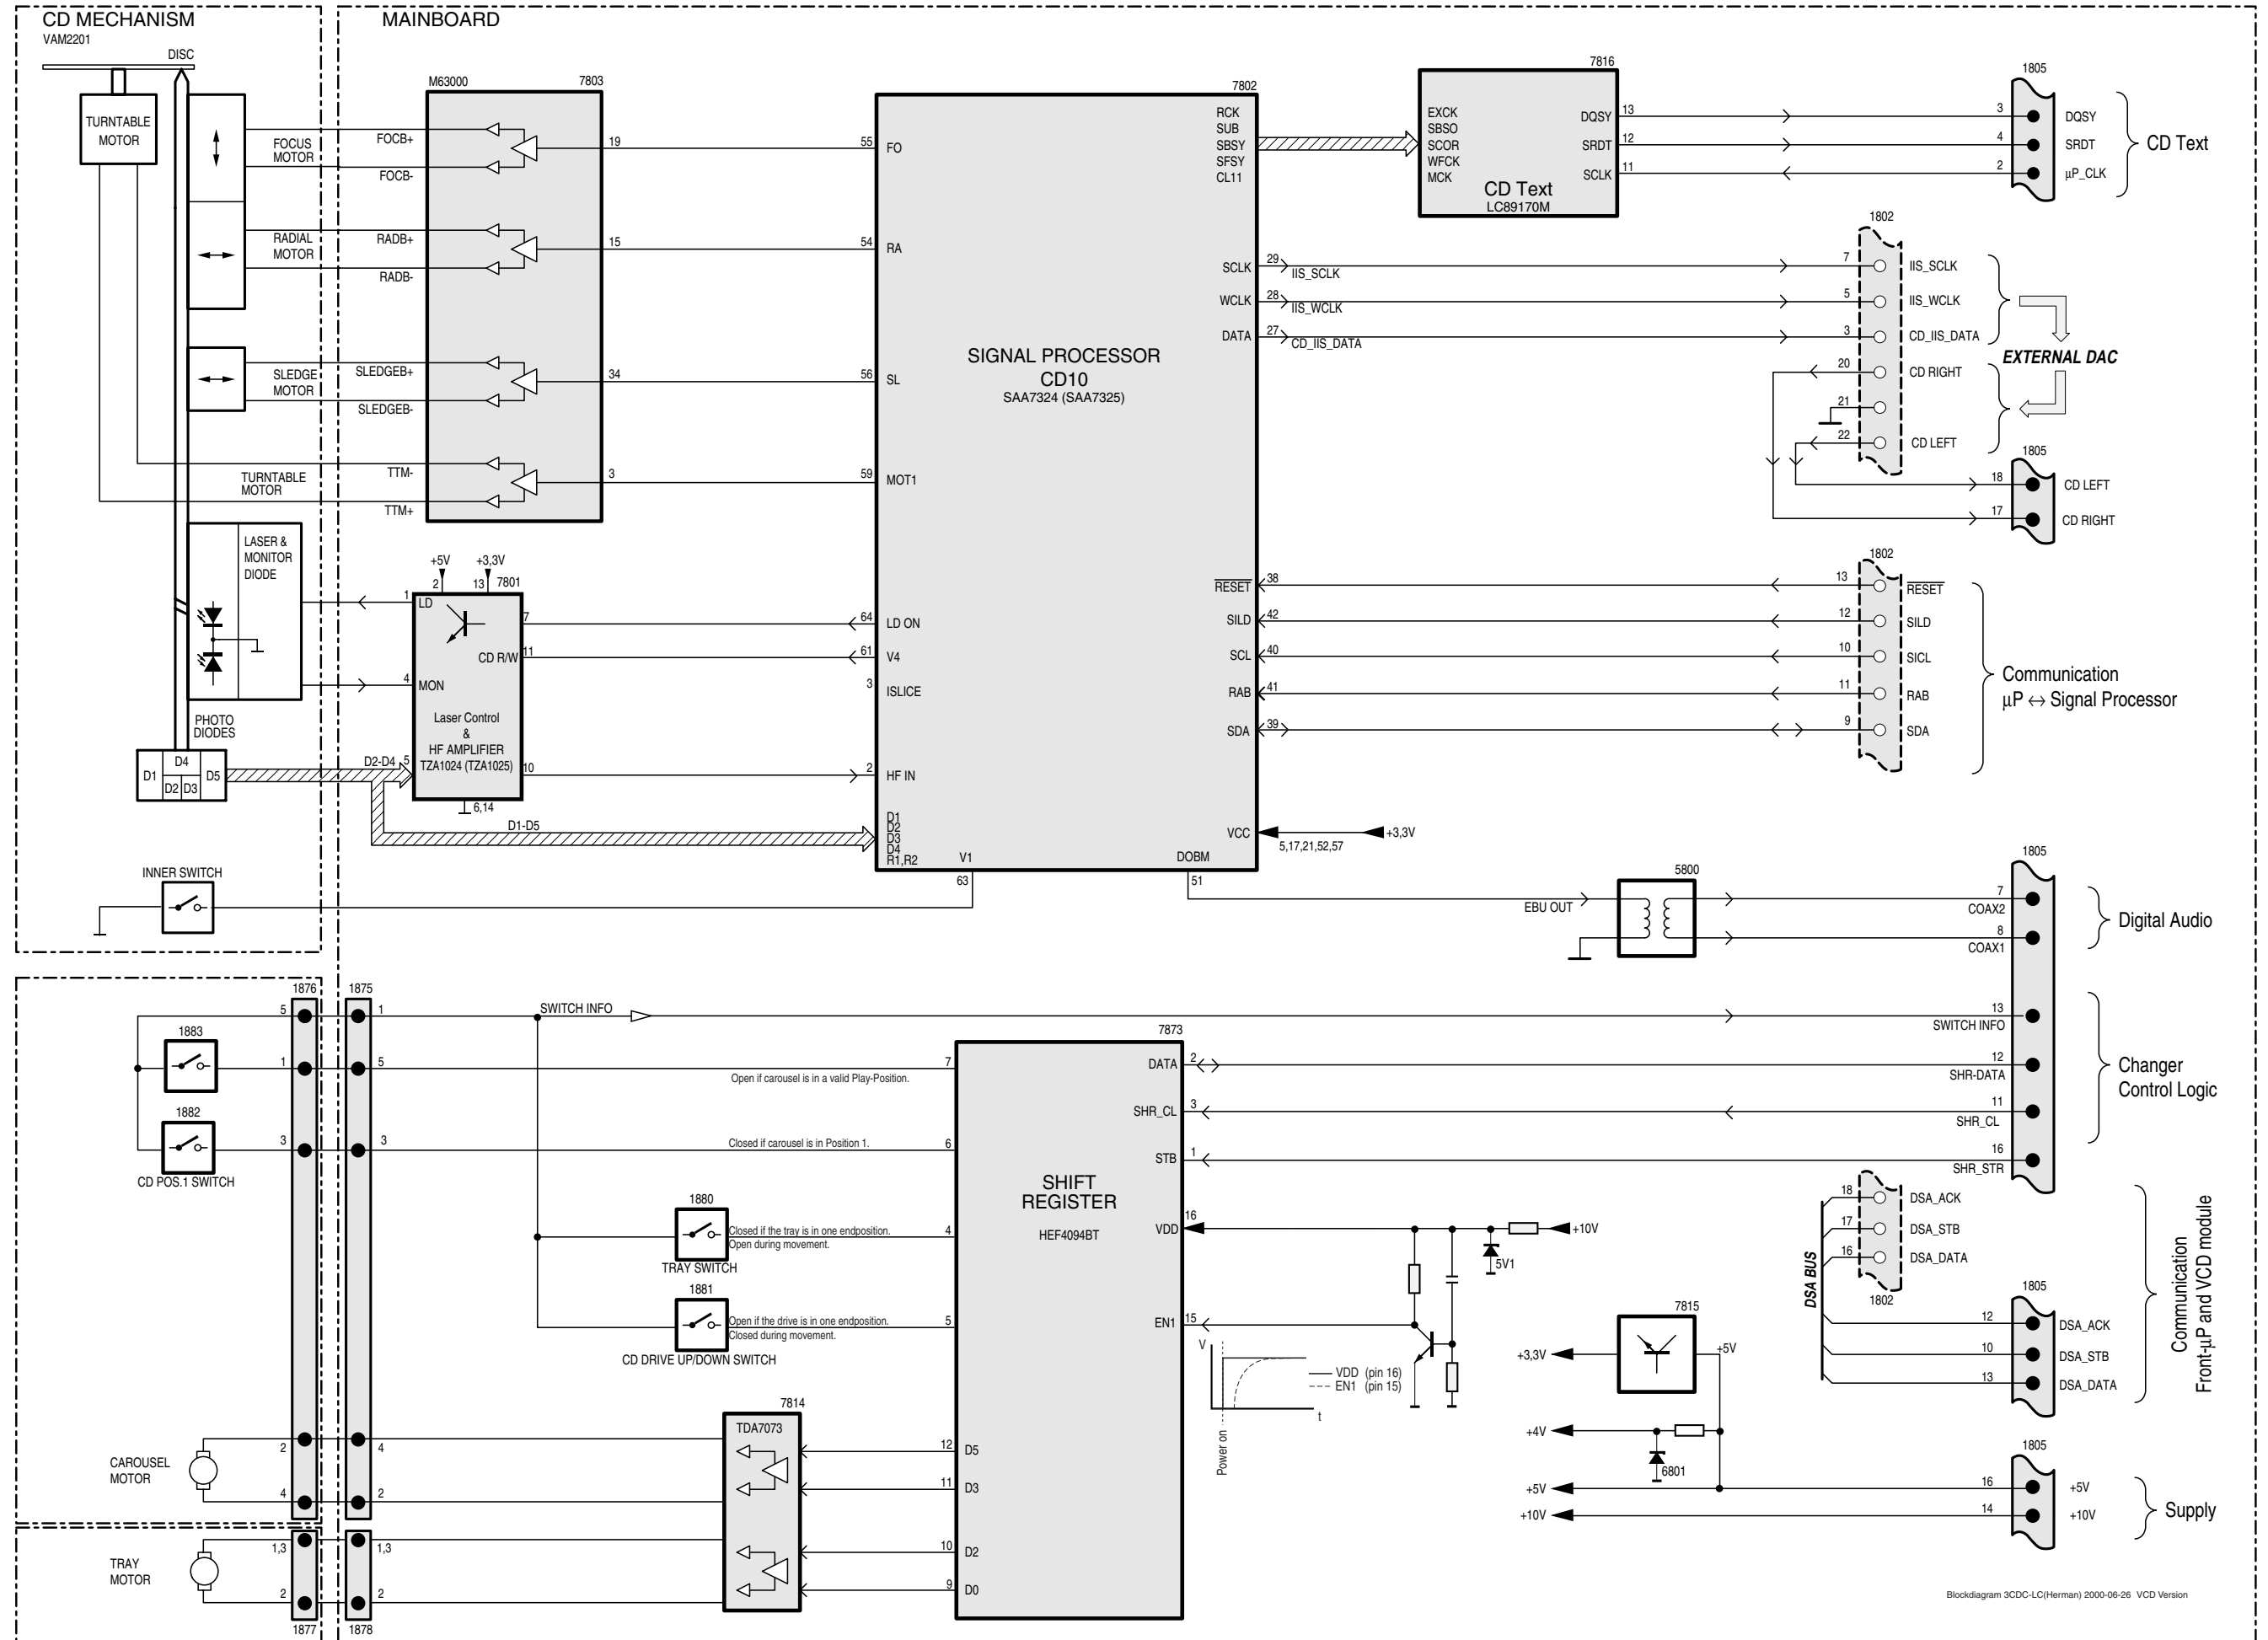 CD MECHANISM
VAM2201
MAINBOARD
DISC
TURNTABLE
MOTOR
FOCUS
MOTOR
RADIAL
MOTOR
SLEDGE
MOTOR
TURNTABLE
MOTOR
LASER &
MONITOR
DIODE
PHOTO
DIODES
D1
D4
D2
D3
D5
INNER SWITCH
M63000
7803
FOCB+
FOCB-
RADB+
RADB-
SLEDGEB+
SLEDGEB-
TTM-
TTM+
19
15
34
3
+5V
+3,3V
2
13
7801
1
LD
7
CD R/W
11
4
MON
Laser Control
&
HF AMPLIFIER
TZA1024 (TZA1025)
D2-D4
5
10
6,14
D1-D5
7802
55
FO
54
RA
56
SL
59
MOT1
64
LD ON
61
V4
3
ISLICE
2
HF IN
D1
D2
D3
D4
R1,R2
V1
63
SIGNAL PROCESSOR
CD10
SAA7324 (SAA7325)
RCK
SUB
SBSY
SFSY
CL11
SCLK
29
IIS_SCLK
WCLK
28
IIS_WCLK
DATA
27
CD_IIS_DATA
RESET
38
SILD
42
SCL
40
RAB
41
SDA
39
VCC
5,17,21,52,57
+3,3V
DOBM
51
7816
EXCK
SBSO
SCOR
WFCK
MCK
CD Text
LC89170M
DQSY
13
SRDT
12
SCLK
11
1805
3
DQSY
4
SRDT
2
µP_CLK
CD Text
1802
7
IIS_SCLK
5
IIS_WCLK
3
CD_IIS_DATA
20
CD RIGHT
21
22
CD LEFT
EXTERNAL DAC
1805
18
CD LEFT
17
CD RIGHT
1802
13
RESET
12
SILD
10
SICL
11
RAB
9
SDA
Communication
µP ↔ Signal Processor
EBU OUT
5800
1805
7
COAX2
8
COAX1
Digital Audio
13
SWITCH INFO
12
SHR-DATA
11
SHR_CL
16
SHR_STR
Changer
Control Logic
1876
1875
5
1
SWITCH INFO
1883
1
5
Open if carousel is in a valid Play-Position.
7
1882
3
3
Closed if carousel is in Position 1.
6
CD POS.1 SWITCH
1880
Closed if the tray is in one endposition.
Open during movement.
4
TRAY SWITCH
1881
Open if the drive is in one endposition.
Closed during movement.
5
CD DRIVE UP/DOWN SWITCH
7873
SHIFT
REGISTER
HEF4094BT
DATA
2
SHR_CL
3
STB
1
VDD
16
EN1
15
+10V
5V1
V
VDD (pin 16)
EN1 (pin 15)
t
Power on
12
D5
11
D3
10
D2
9
D0
7814
TDA7073
CAROUSEL
MOTOR
2
4
4
2
TRAY
MOTOR
1,3
1,3
2
2
1877
1878
7815
+3,3V
+5V
+4V
6801
+5V
+10V
DSA BUS
18
DSA_ACK
17
DSA_STB
16
DSA_DATA
1802
1805
12
DSA_ACK
10
DSA_STB
13
DSA_DATA
Communication
Front-µP and VCD module
1805
16
+5V
14
+10V
Supply
Blockdiagram 3CDC-LC(Herman) 2000-06-26 VCD Version